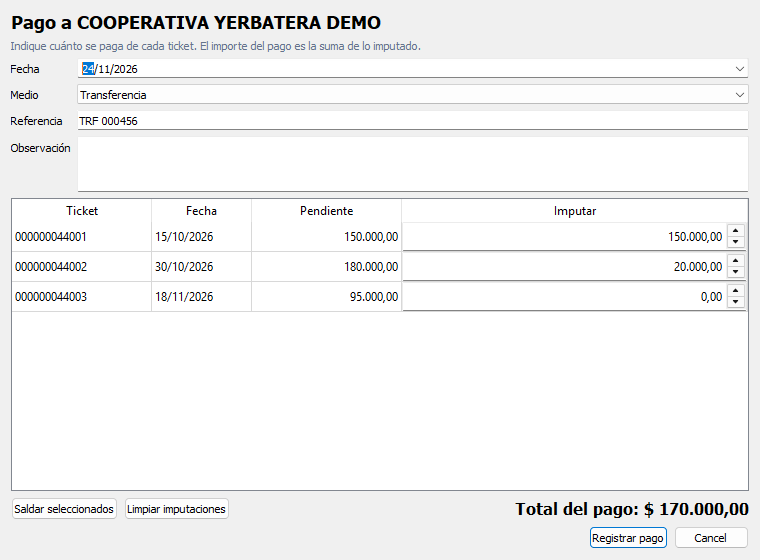 Pago a COOPERATIVA YERBATERA DEMO
Indique cuánto se paga de cada ticket. El importe del pago es la suma de lo imputado.
Fecha 24/11/2026
Medio Transferencia
Referencia TRF 000456
Observación
Ticket Fecha Pendiente Imputar
000000044001 15/10/2026 150.000,00 150.000,00
000000044002 30/10/2026 180.000,00 20.000,00
000000044003 18/11/2026 95.000,00 0,00
Saldar seleccionados Limpiar imputaciones Total del pago: $ 170.000,00
Registrar pago Cancel